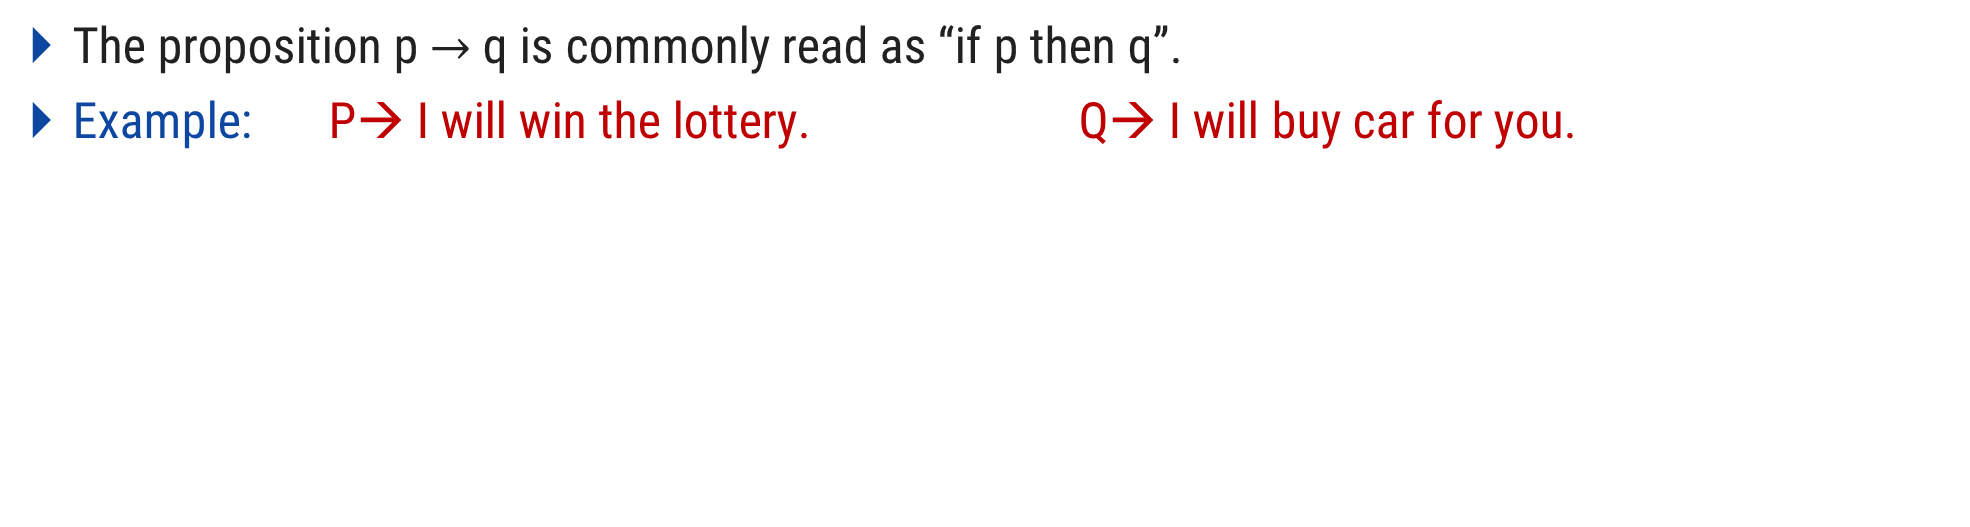 The proposition p → q is commonly read as “if p then q”.
Example: P→ I will win the lottery. Q→ I will buy car for you.